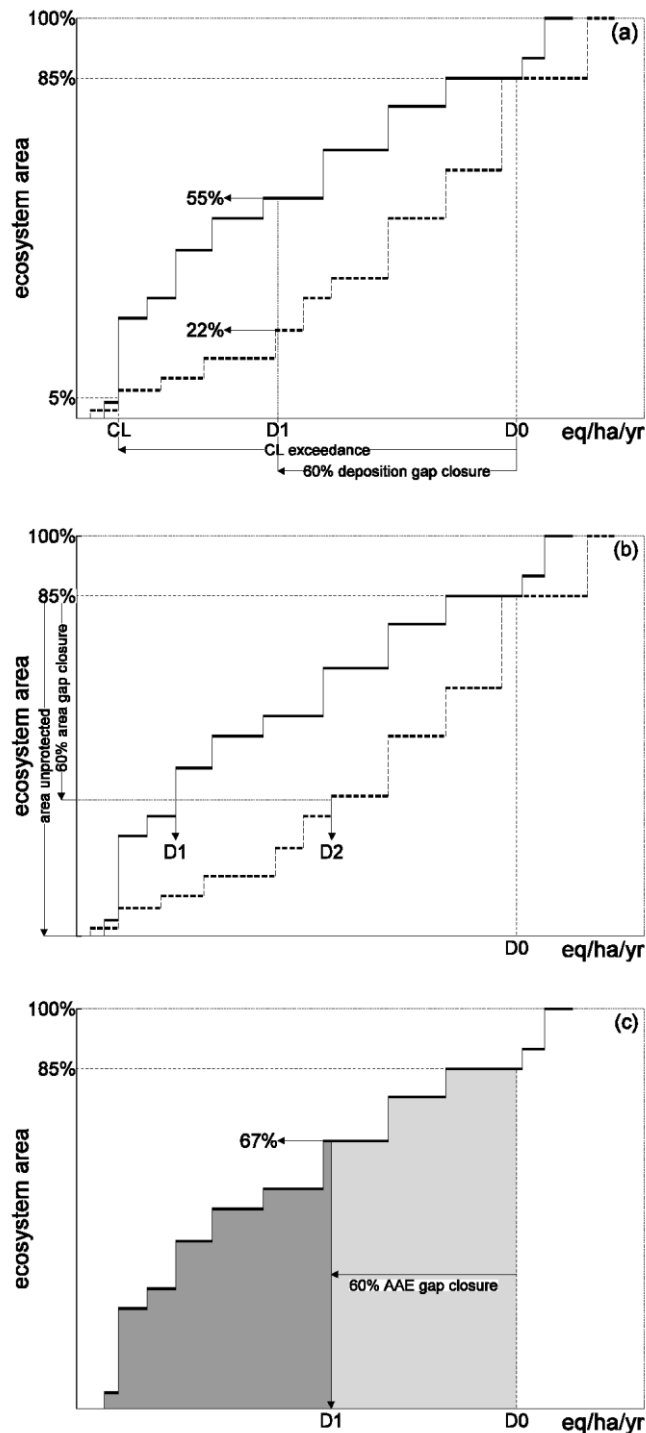 100%
(a)
85%
55%
22%
5%
ecosystem area
CL
D1
D0
eq/ha/yr
CL exceedance
60% deposition gap closure
100%
(b)
85%
ecosystem area
area unprotected
60% area gap closure
D1
D2
D0
eq/ha/yr
100%
(c)
85%
67%
ecosystem area
60% AAE gap closure
D1
D0
eq/ha/yr